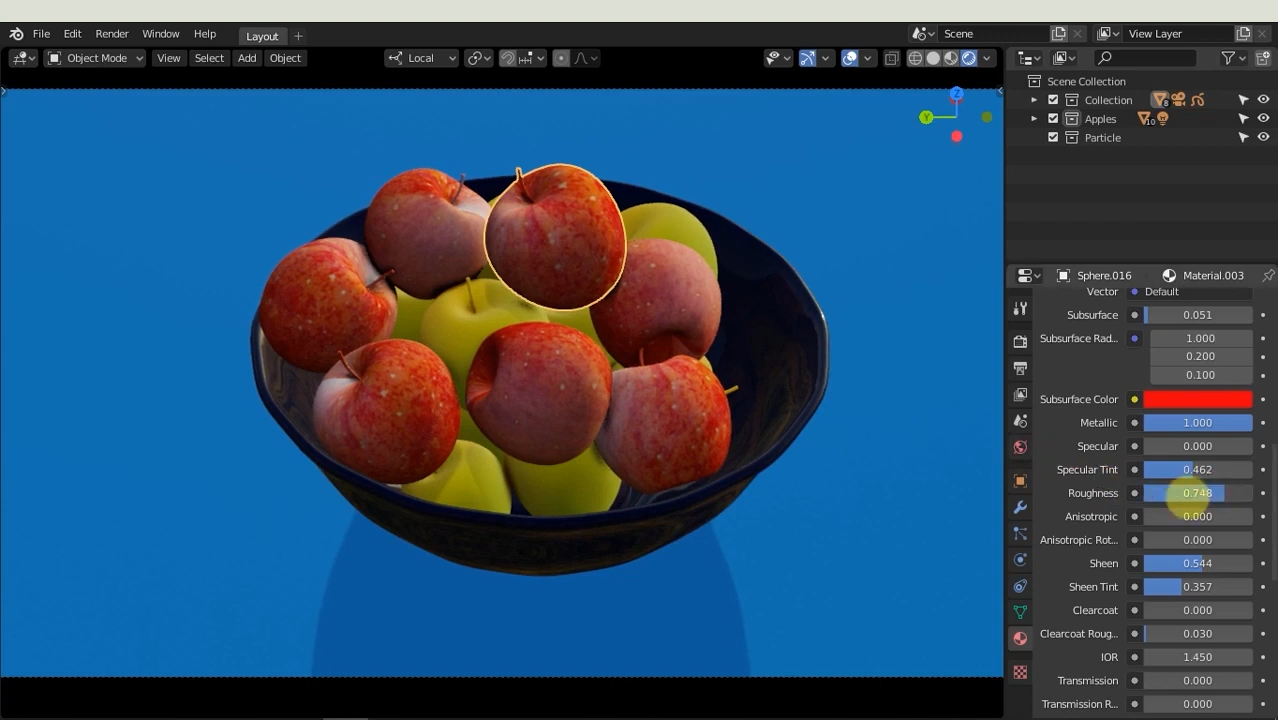 File Edit Render Window Help Layout + Scene View Layer
Object Mode View Select Add Object Local
Z
Y
Scene Collection
Collection 8
Apples 10
Particle
Sphere.016 Material.003
Vector Default
Subsurface 0.051
Subsurface Rad... 1.000
0.200
0.100
Subsurface Color
Metallic 1.000
Specular 0.000
Specular Tint 0.462
Roughness 0.748
Anisotropic 0.000
Anisotropic Rot... 0.000
Sheen 0.544
Sheen Tint 0.357
Clearcoat 0.000
Clearcoat Roug... 0.030
IOR 1.450
Transmission 0.000
Transmission R... 0.000